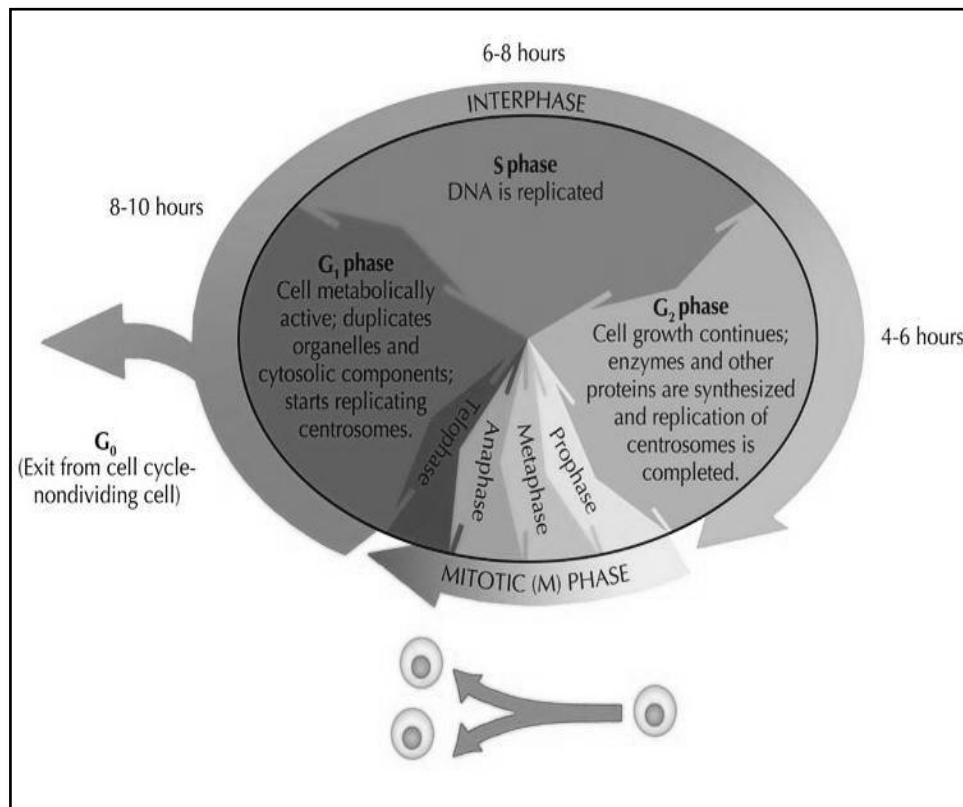 6-8 hours
INTERPHASE
S phase
DNA is replicated
8-10 hours
G₁ phase
Cell metabolically
active; duplicates
organelles and
cytosolic components;
starts replicating
centrosomes.
G₂ phase
Cell growth continues;
enzymes and other
proteins are synthesized
and replication of
centrosomes is
completed.
4-6 hours
G₀
(Exit from cell cycle-
nondividing cell)
Telophase
Anaphase
Metaphase
Prophase
MITOTIC (M) PHASE